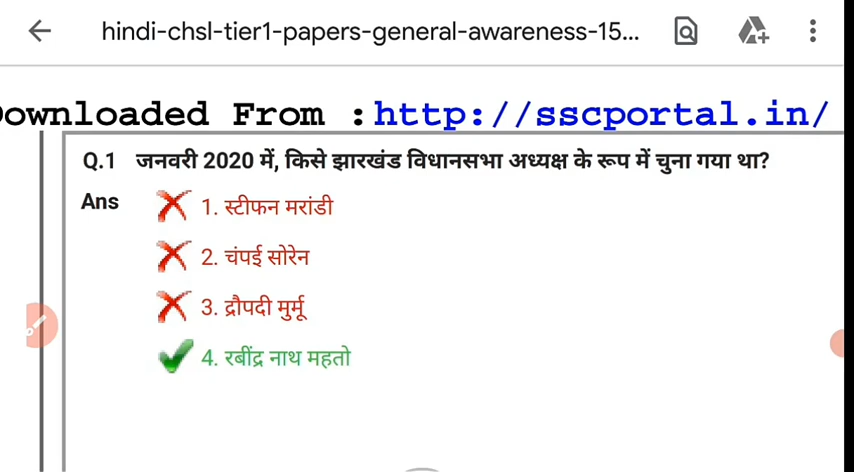 hindi-chsl-tier1-papers-general-awareness-15...
ownloaded From : http://sscportal.in/
Q.1 जनवरी 2020 में, किसे झारखंड विधानसभा अध्यक्ष के रूप में चुना गया था?
Ans 1. स्टीफन मरांडी
2. चंपई सोरेन
3. द्रौपदी मुर्मू
4. रबींद्र नाथ महतो